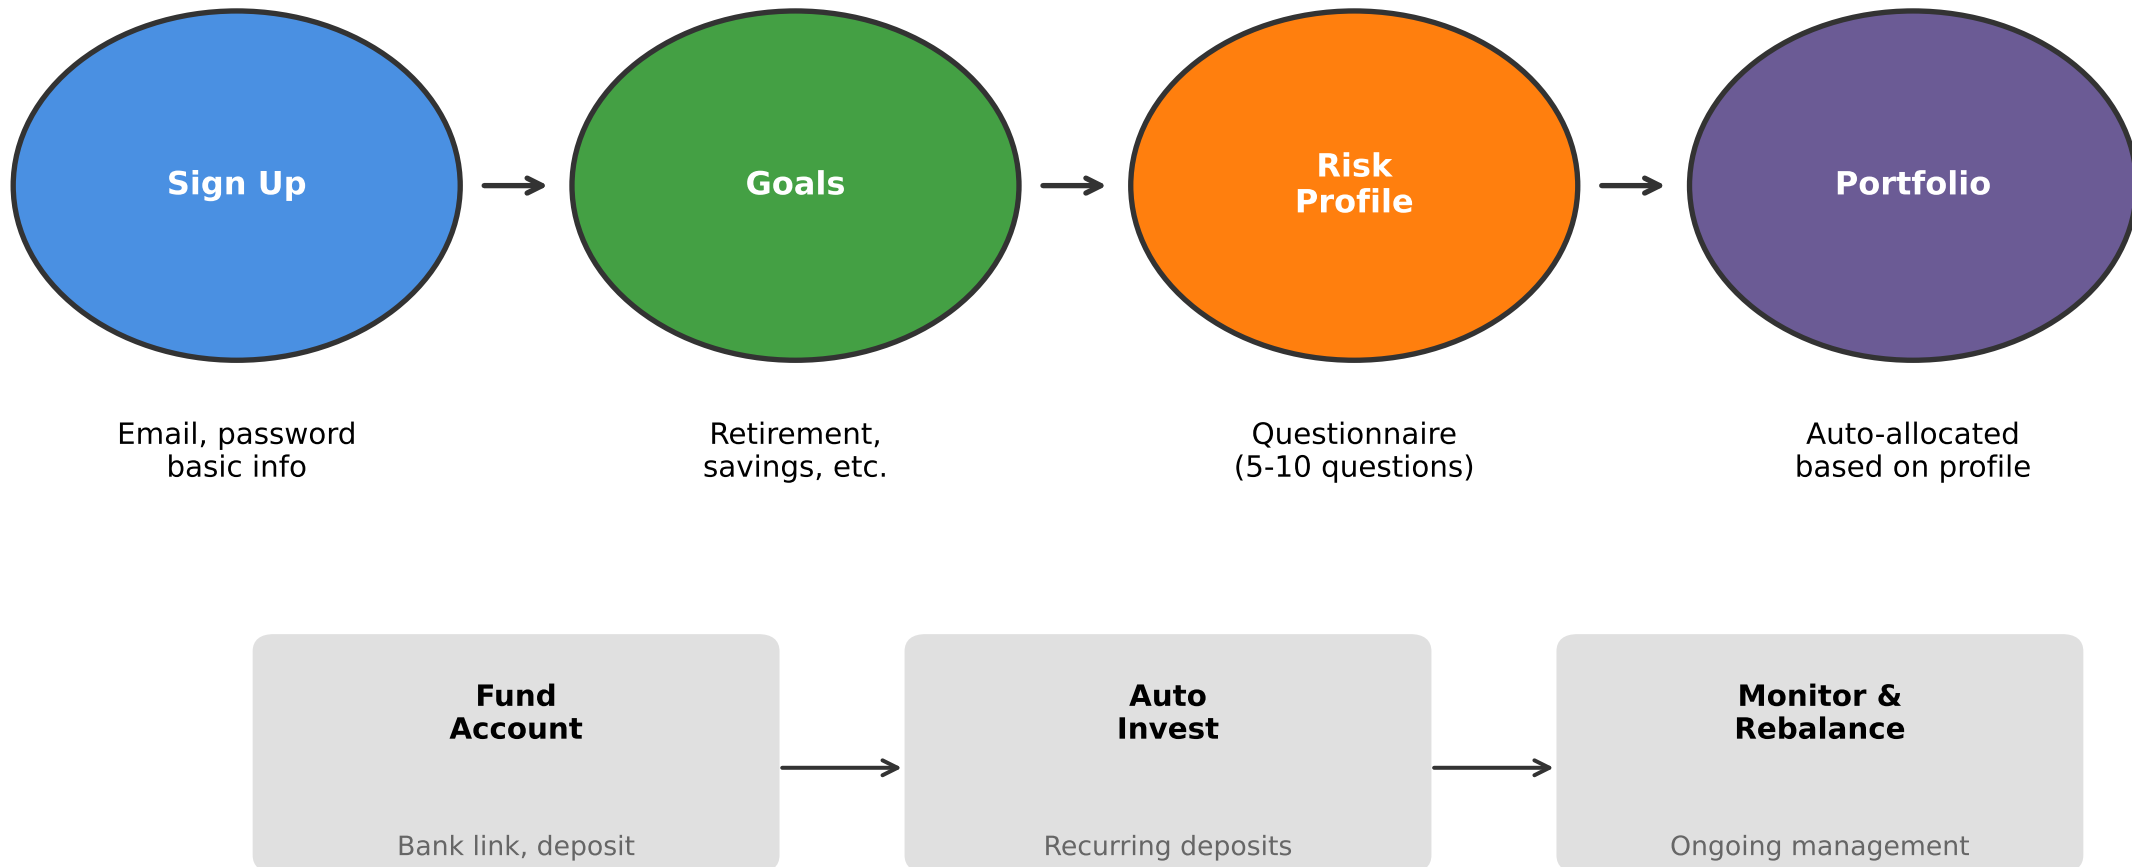 Sign Up
Goals
Risk
Profile
Portfolio
Email, password
basic info
Retirement,
savings, etc.
Questionnaire
(5-10 questions)
Auto-allocated
based on profile
Fund
Account
Bank link, deposit
Auto
Invest
Recurring deposits
Monitor &
Rebalance
Ongoing management